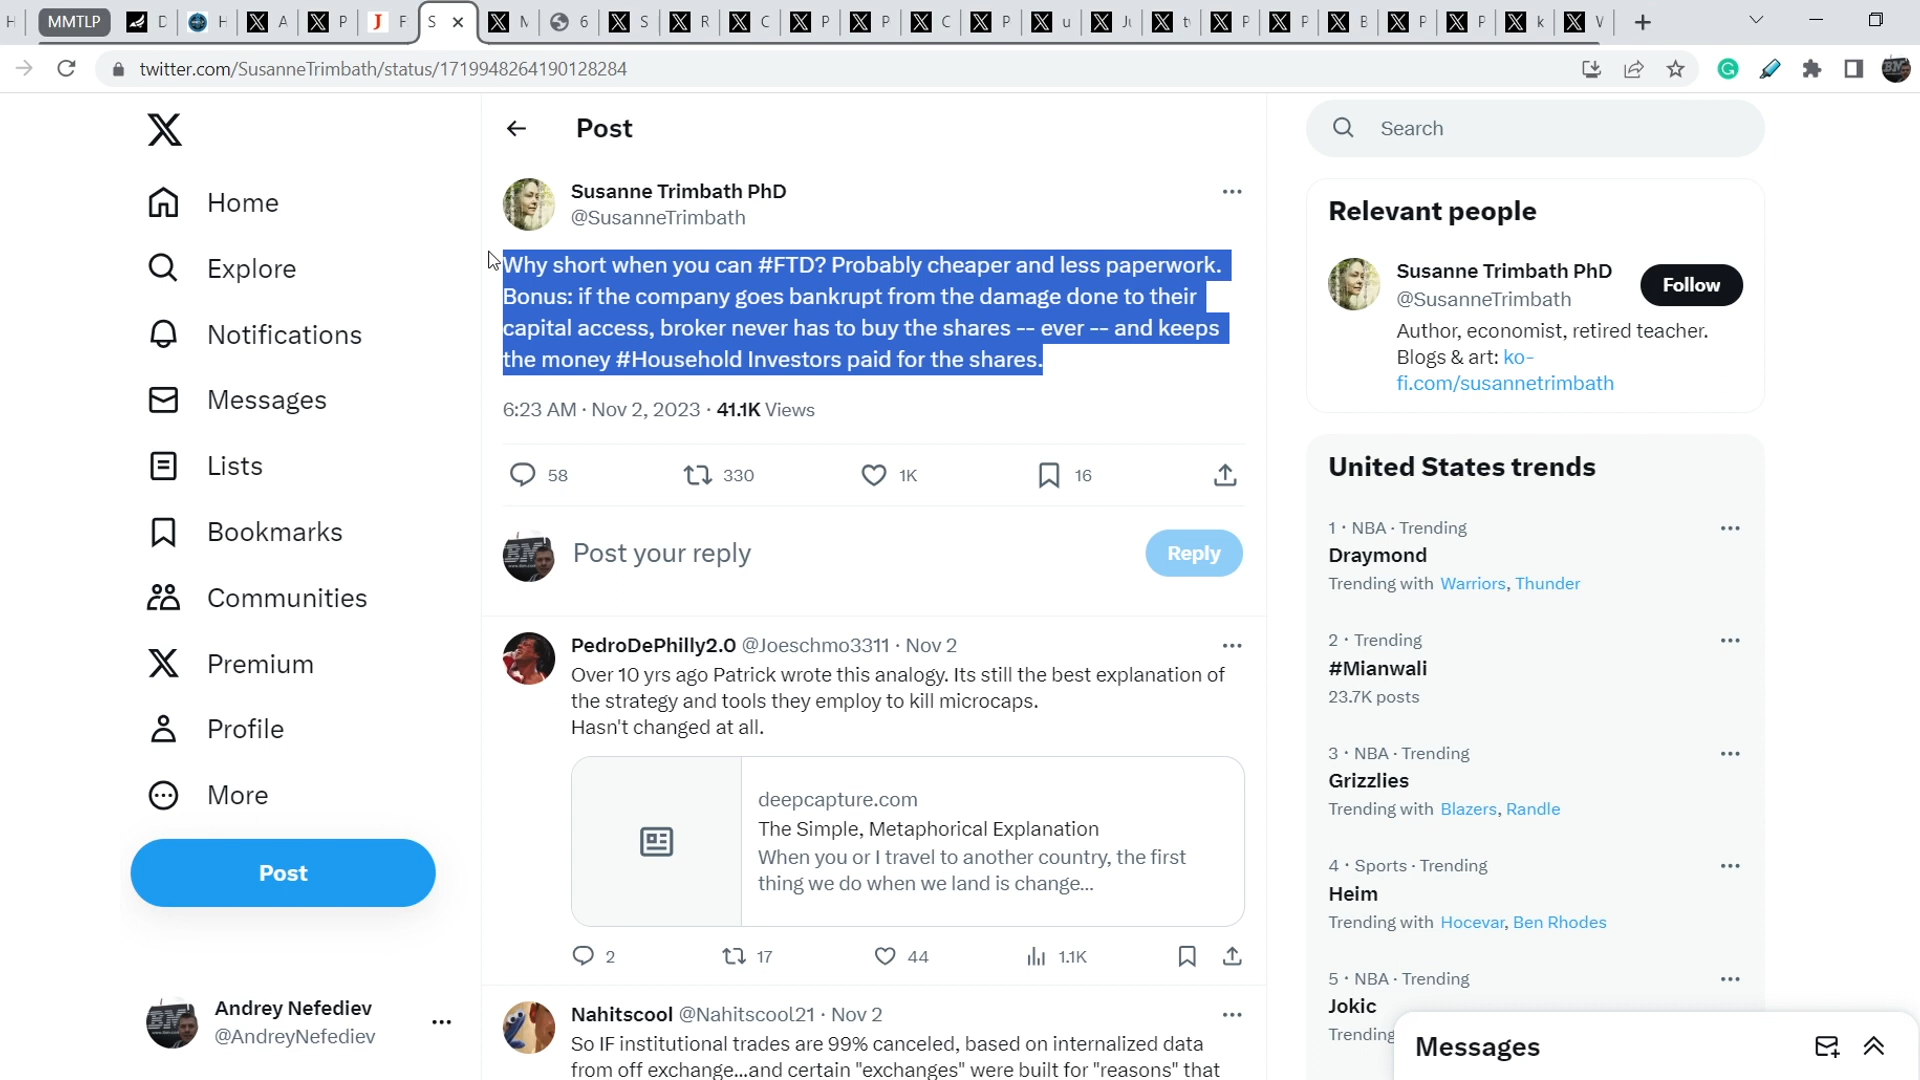 H
MMTLP
D
H
A
P
F
S
M
6
S
R
C
P
P
C
P
u
Ju
tv
P
P
B
P
P
k
V
twitter.com/SusanneTrimbath/status/1719948264190128284
BM
Post
Search
Home
Explore
Notifications
Messages
Lists
Bookmarks
Communities
Premium
Profile
More
Post
Andrey Nefediev
@AndreyNefediev
Susanne Trimbath PhD
@SusanneTrimbath
Why short when you can #FTD? Probably cheaper and less paperwork.
Bonus: if the company goes bankrupt from the damage done to their
capital access, broker never has to buy the shares -- ever -- and keeps
the money #Household Investors paid for the shares.
6:23 AM · Nov 2, 2023 · 41.1K Views
58
330
1K
16
BM
Post your reply
Reply
PedroDePhilly2.0 @Joeschmo3311 · Nov 2
Over 10 yrs ago Patrick wrote this analogy. Its still the best explanation of
the strategy and tools they employ to kill microcaps.
Hasn't changed at all.
deepcapture.com
The Simple, Metaphorical Explanation
When you or I travel to another country, the first
thing we do when we land is change...
2
17
44
1.1K
Nahitscool @Nahitscool21 · Nov 2
So IF institutional trades are 99% canceled, based on internalized data
from off exchange...and certain "exchanges" were built for "reasons" that
Relevant people
Susanne Trimbath PhD
@SusanneTrimbath
Follow
Author, economist, retired teacher.
Blogs & art: ko-
fi.com/susannetrimbath
United States trends
1 · NBA · Trending
Draymond
Trending with Warriors, Thunder
2 · Trending
#Mianwali
23.7K posts
3 · NBA · Trending
Grizzlies
Trending with Blazers, Randle
4 · Sports · Trending
Heim
Trending with Hocevar, Ben Rhodes
5 · NBA · Trending
Jokic
Trending
Messages